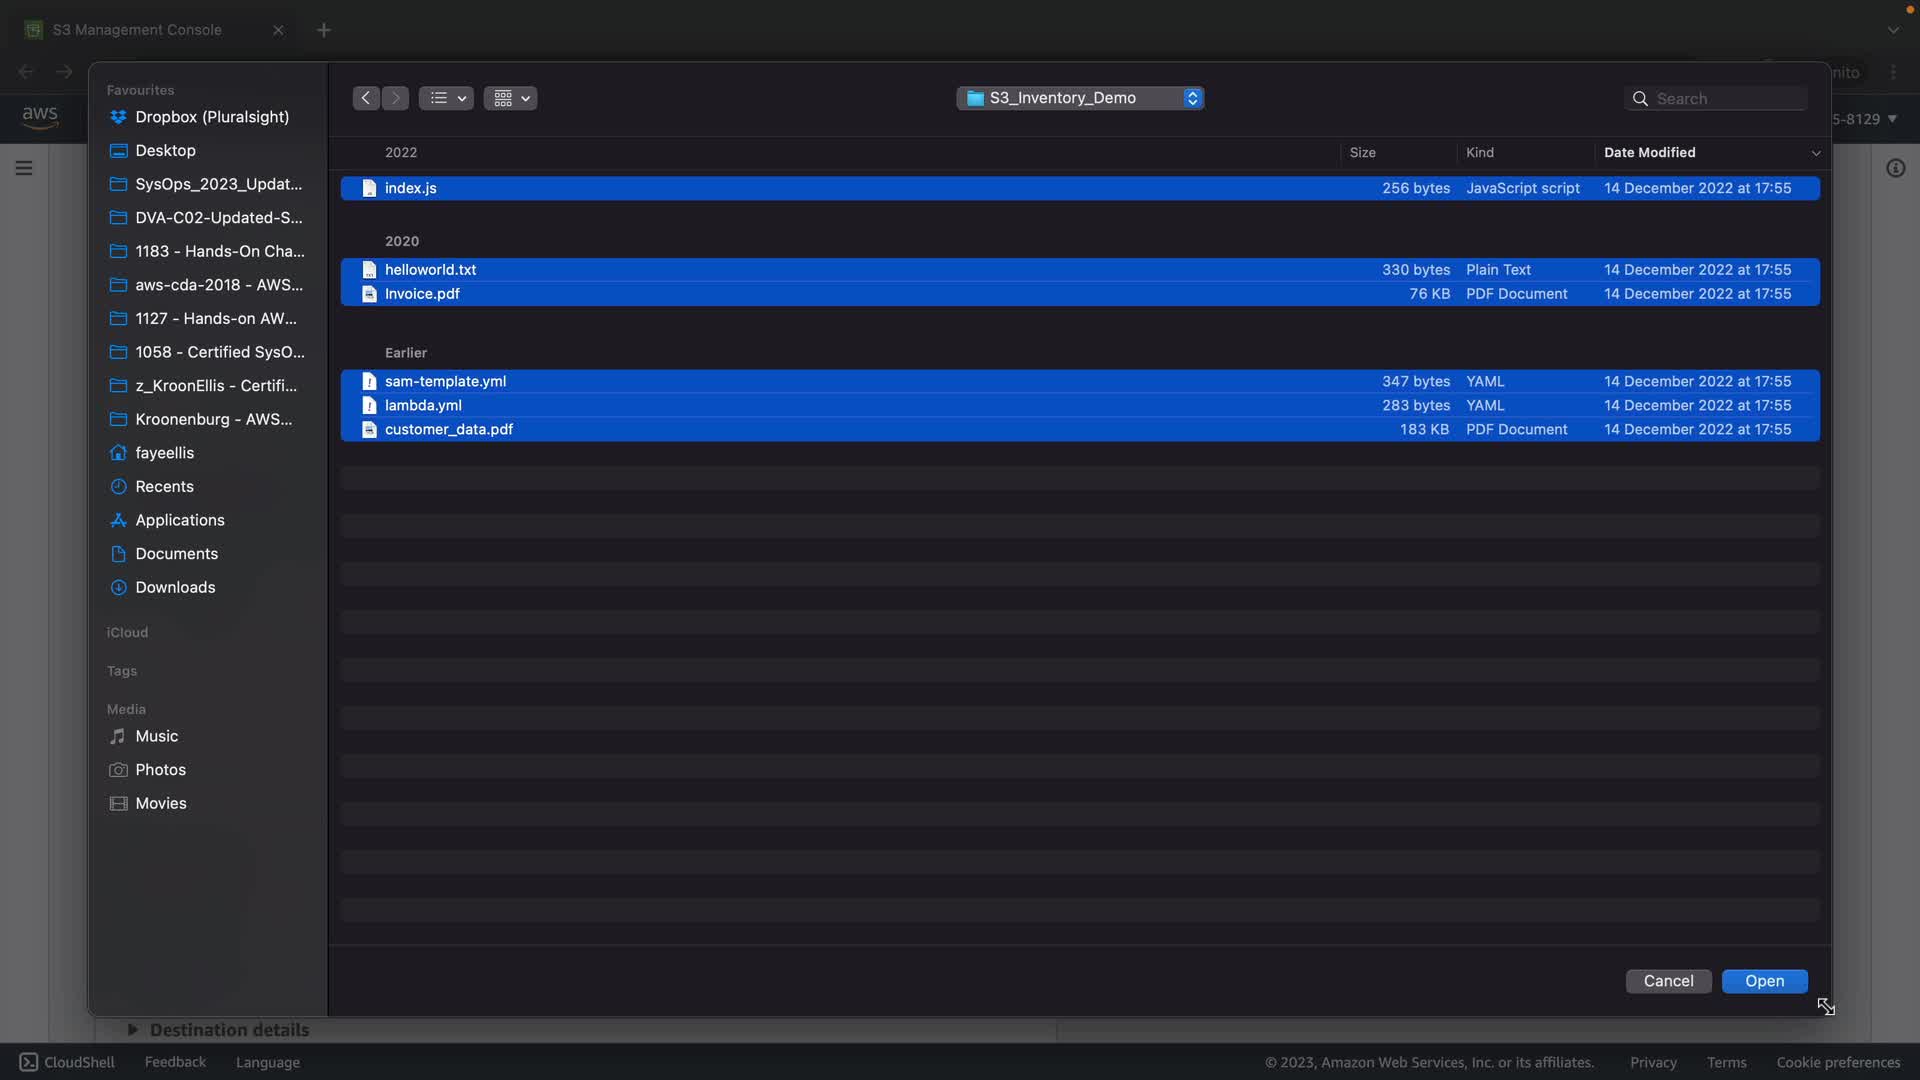 S3 Management Console
nito
aws
5-8129
Favourites
Dropbox (Pluralsight)
Desktop
SysOps_2023_Updat...
DVA-C02-Updated-S...
1183 - Hands-On Cha...
aws-cda-2018 - AWS...
1127 - Hands-on AW...
1058 - Certified SysO...
z_KroonEllis - Certifi...
Kroonenburg - AWS...
fayeellis
Recents
Applications
Documents
Downloads
iCloud
Tags
Media
Music
Photos
Movies
S3_Inventory_Demo
Search
2022 Size Kind Date Modified
index.js 256 bytes JavaScript script 14 December 2022 at 17:55
2020
helloworld.txt 330 bytes Plain Text 14 December 2022 at 17:55
Invoice.pdf 76 KB PDF Document 14 December 2022 at 17:55
Earlier
sam-template.yml 347 bytes YAML 14 December 2022 at 17:55
lambda.yml 283 bytes YAML 14 December 2022 at 17:55
customer_data.pdf 183 KB PDF Document 14 December 2022 at 17:55
Cancel Open
Destination details
CloudShell Feedback Language © 2023, Amazon Web Services, Inc. or its affiliates. Privacy Terms Cookie preferences